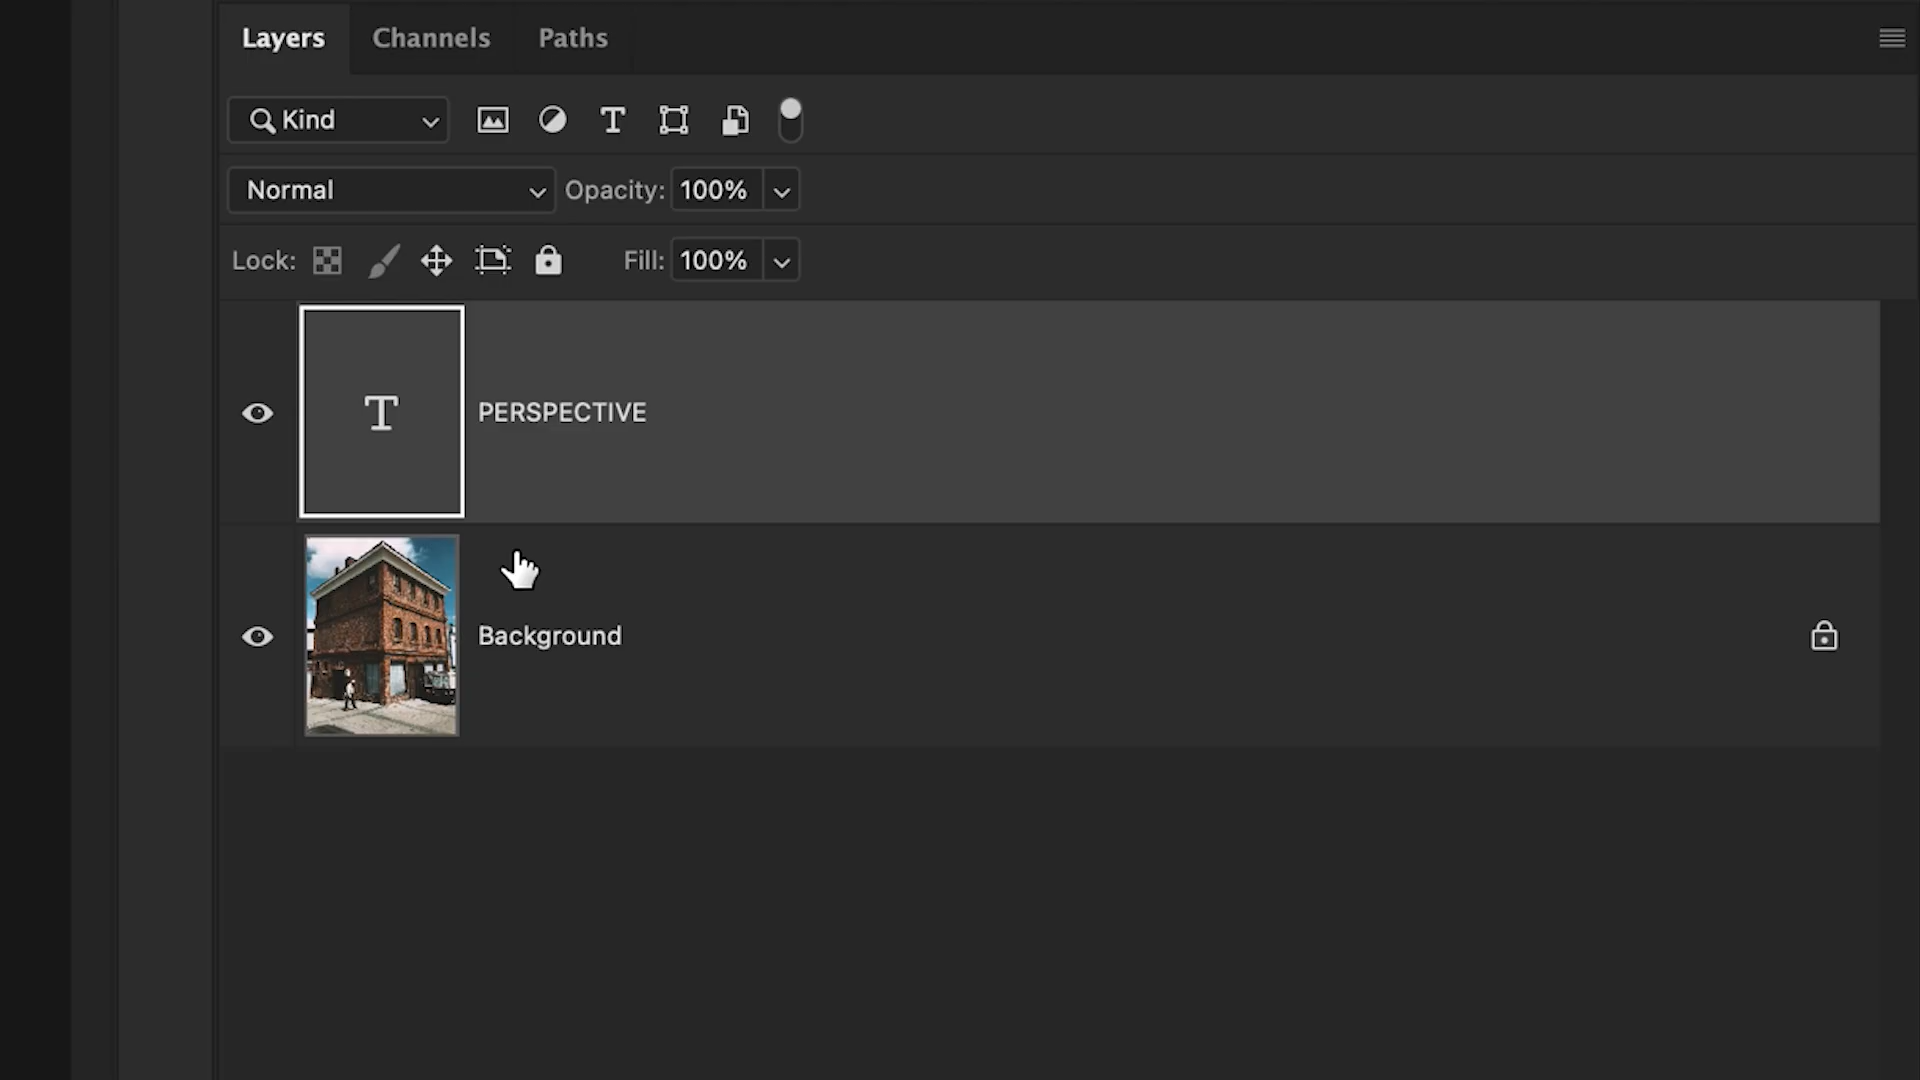 Layers Channels Paths
Kind
Normal Opacity: 100%
Lock: Fill: 100%
T PERSPECTIVE
Background